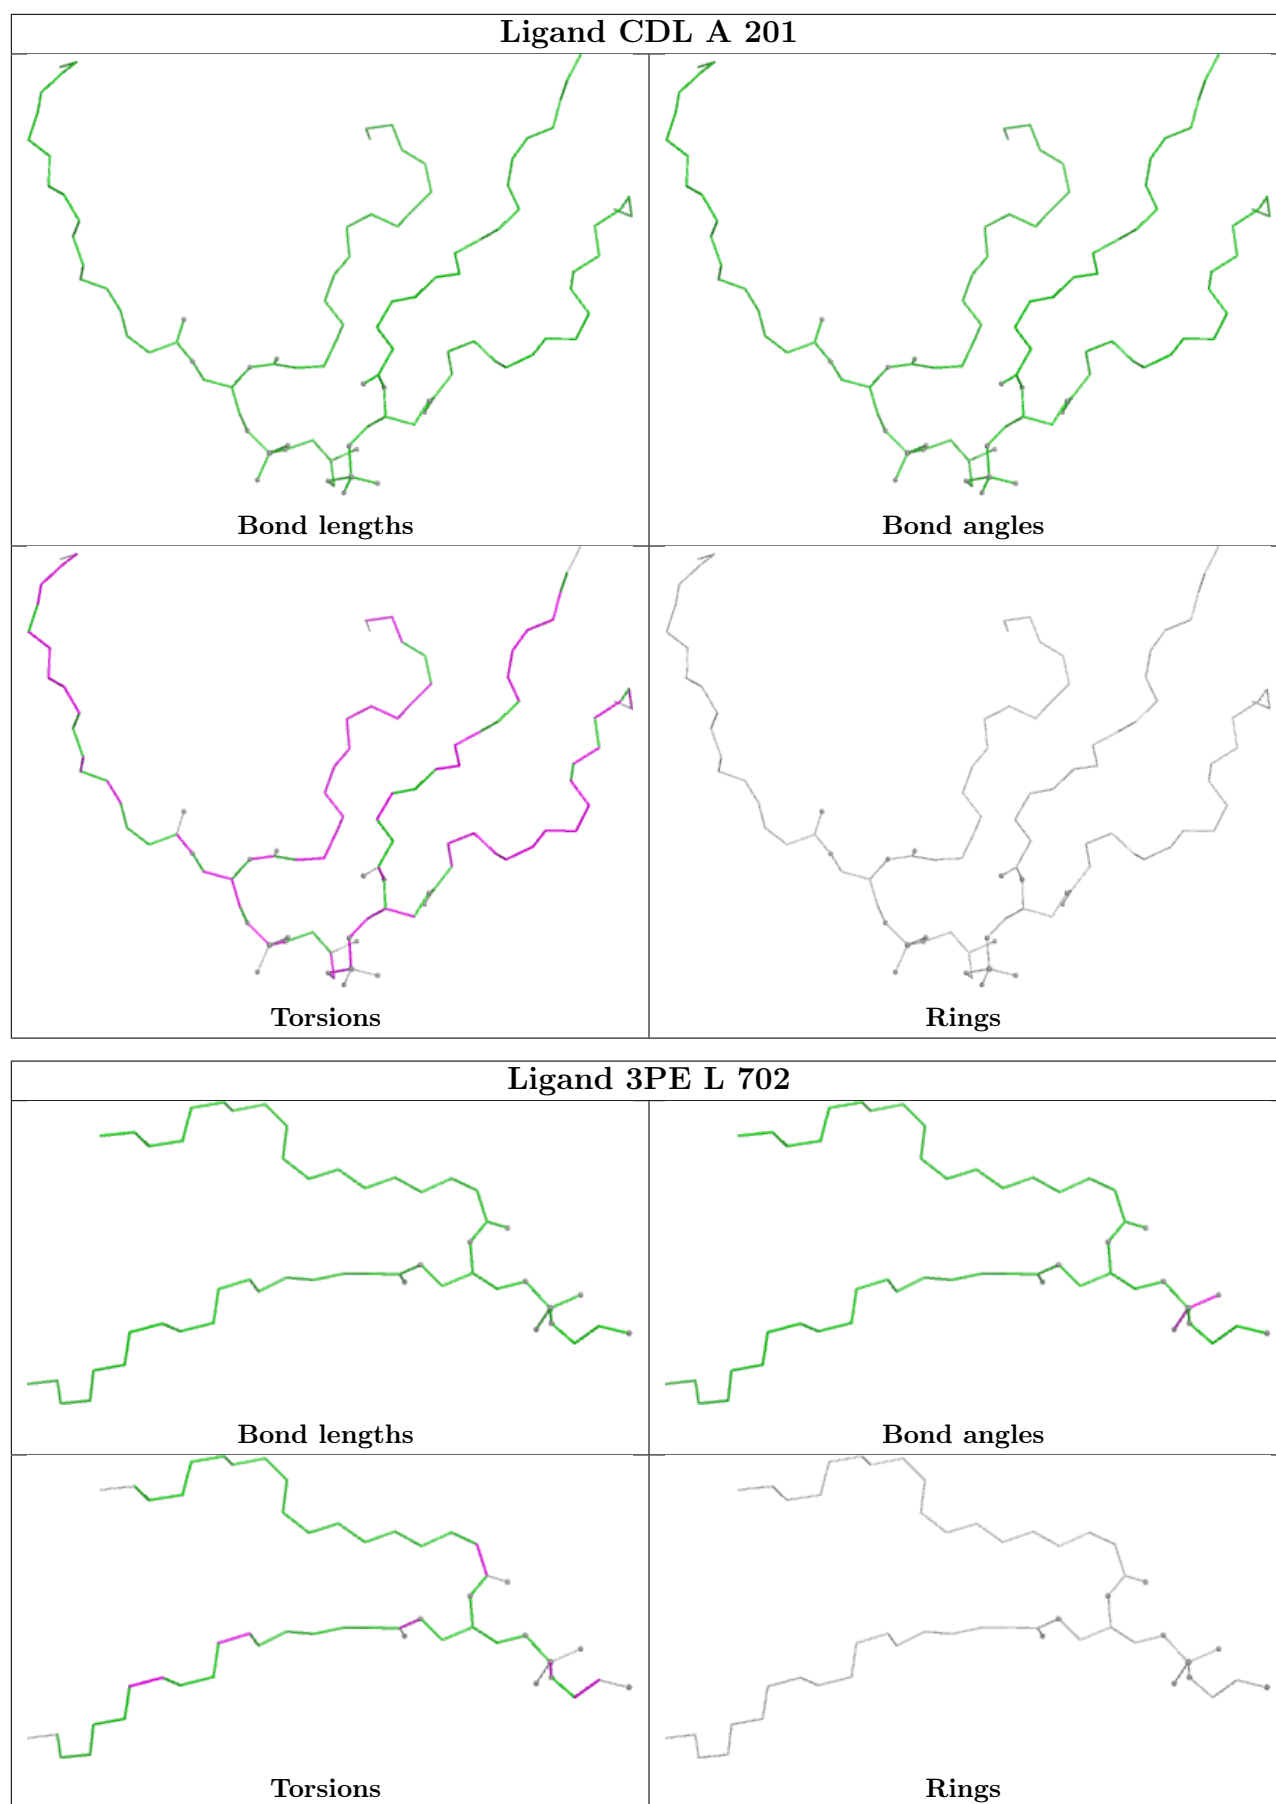 Ligand CDL A 201
Bond lengths
Bond angles
Torsions
Rings
Ligand 3PE L 702
Bond lengths
Bond angles
Torsions
Rings